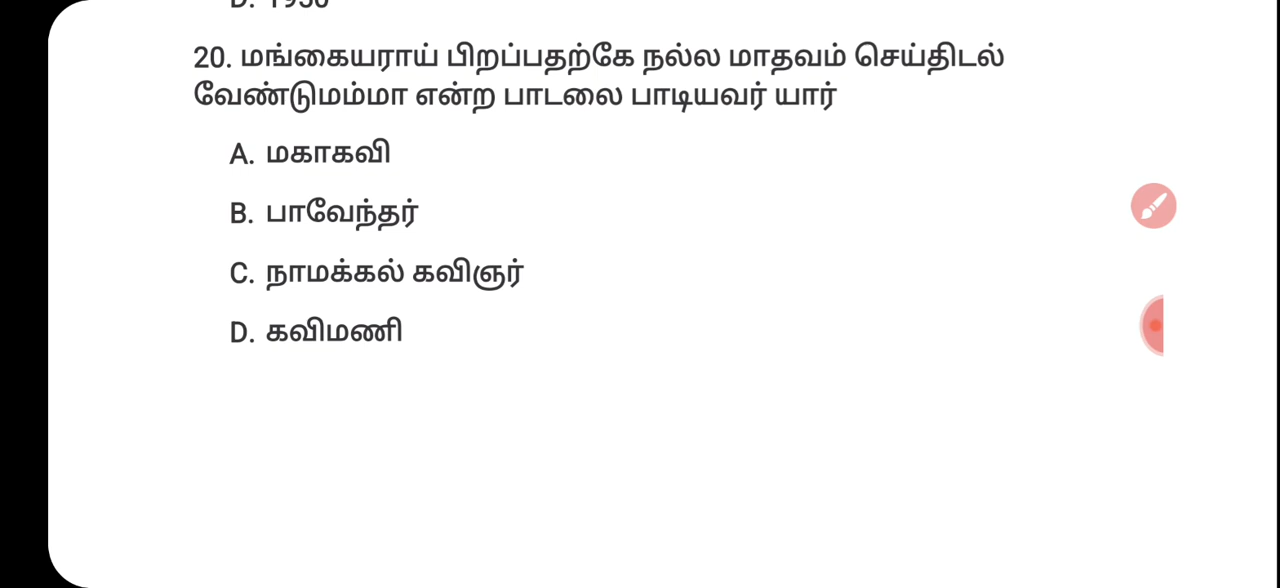 D. 1930
20. மங்கையராய் பிறப்பதற்கே நல்ல மாதவம் செய்திடல்
வேண்டுமம்மா என்ற பாடலை பாடியவர் யார்
A. மகாகவி
B. பாவேந்தர்
C. நாமக்கல் கவிஞர்
D. கவிமணி